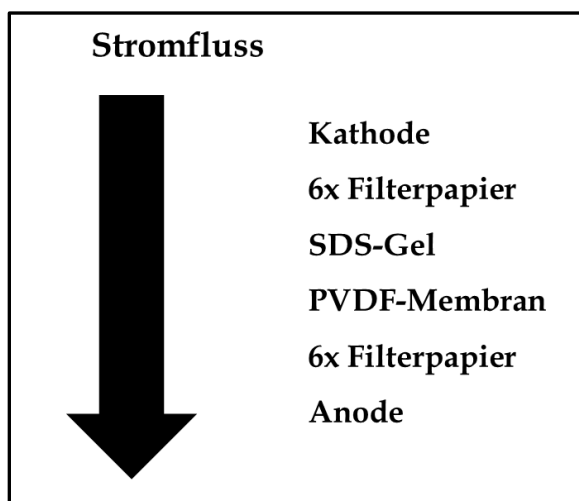 Stromfluss
Kathode
6x Filterpapier
SDS-Gel
PVDF-Membran
6x Filterpapier
Anode